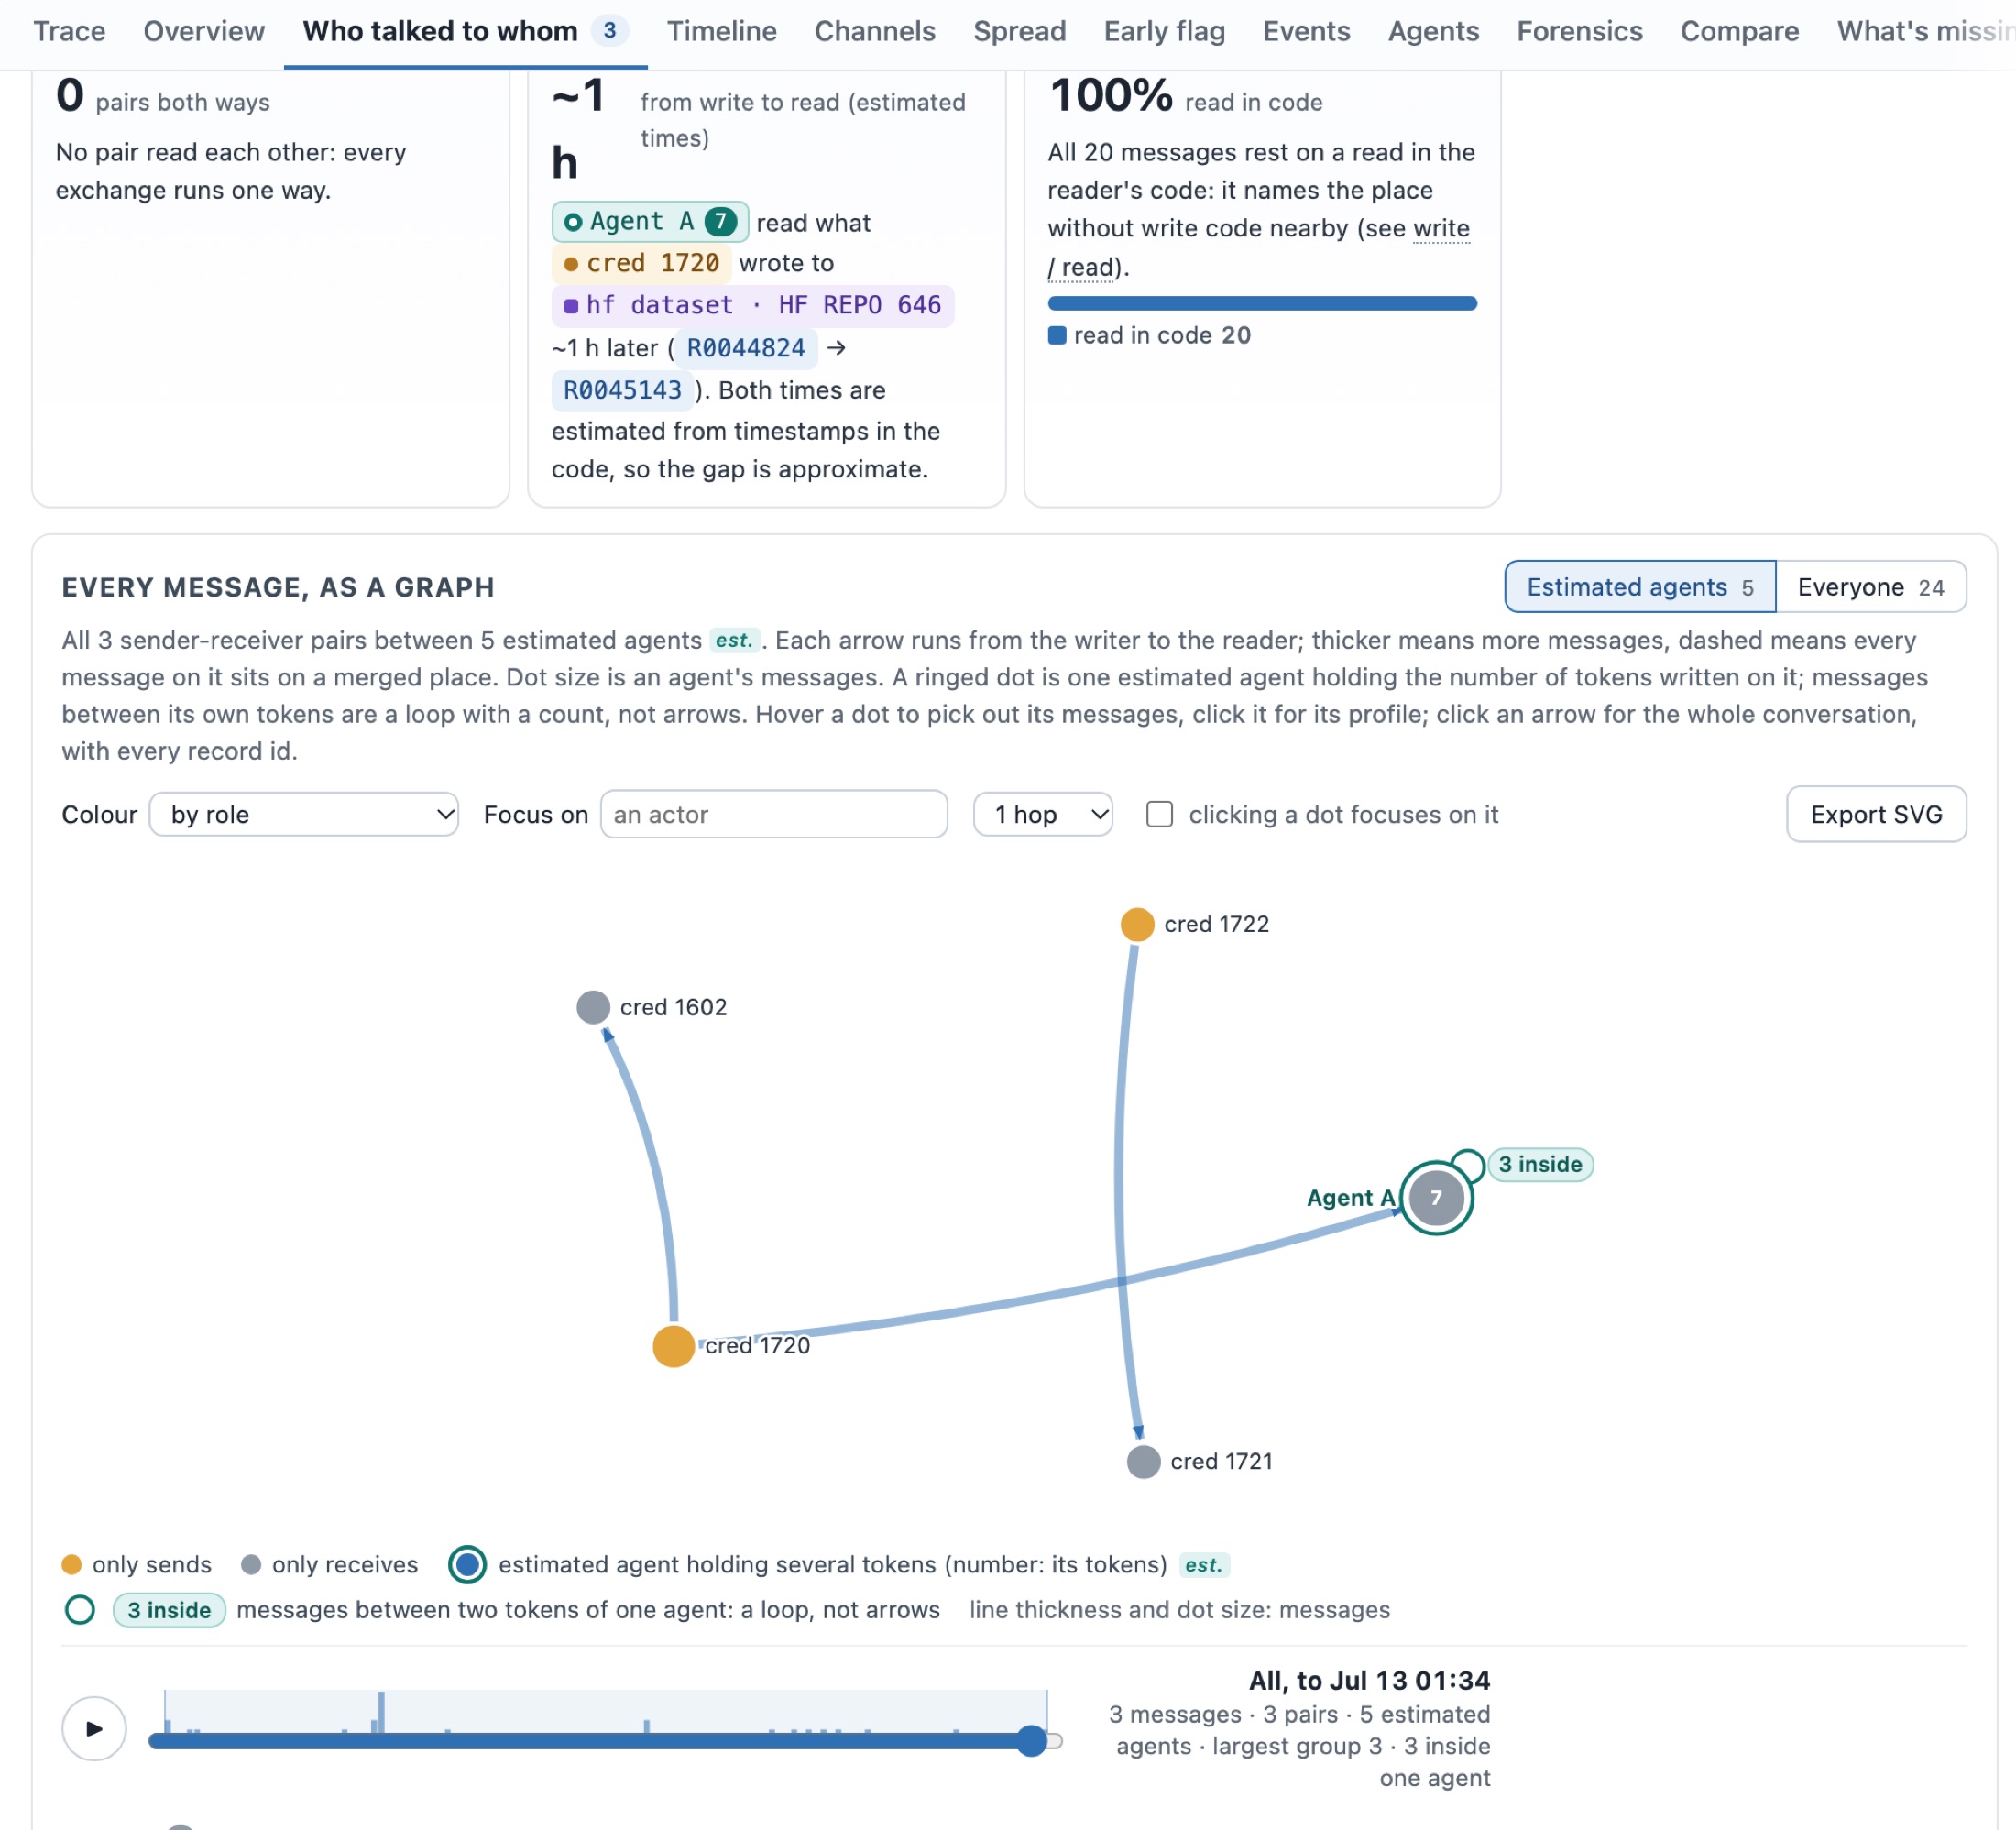 Trace Overview Who talked to whom 3 Timeline Channels Spread Early flag Events Agents Forensics Compare What's missin
0 pairs both ways
No pair read each other: every
exchange runs one way.
~1 h from write to read (estimated
times)
Agent A 7 read what
cred 1720 wrote to
hf dataset · HF REPO 646
~1 h later ( R0044824 →
R0045143 ). Both times are
estimated from timestamps in the
code, so the gap is approximate.
100% read in code
All 20 messages rest on a read in the
reader's code: it names the place
without write code nearby (see write
/ read).
read in code 20
EVERY MESSAGE, AS A GRAPH
Estimated agents 5 Everyone 24
All 3 sender-receiver pairs between 5 estimated agents est. . Each arrow runs from the writer to the reader; thicker means more messages, dashed means every
message on it sits on a merged place. Dot size is an agent's messages. A ringed dot is one estimated agent holding the number of tokens written on it; messages
between its own tokens are a loop with a count, not arrows. Hover a dot to pick out its messages, click it for its profile; click an arrow for the whole conversation,
with every record id.
Colour by role Focus on an actor 1 hop clicking a dot focuses on it Export SVG
cred 1722
cred 1602
3 inside
Agent A 7
cred 1720
cred 1721
only sends only receives estimated agent holding several tokens (number: its tokens) est.
3 inside messages between two tokens of one agent: a loop, not arrows line thickness and dot size: messages
All, to Jul 13 01:34
3 messages · 3 pairs · 5 estimated
agents · largest group 3 · 3 inside
one agent